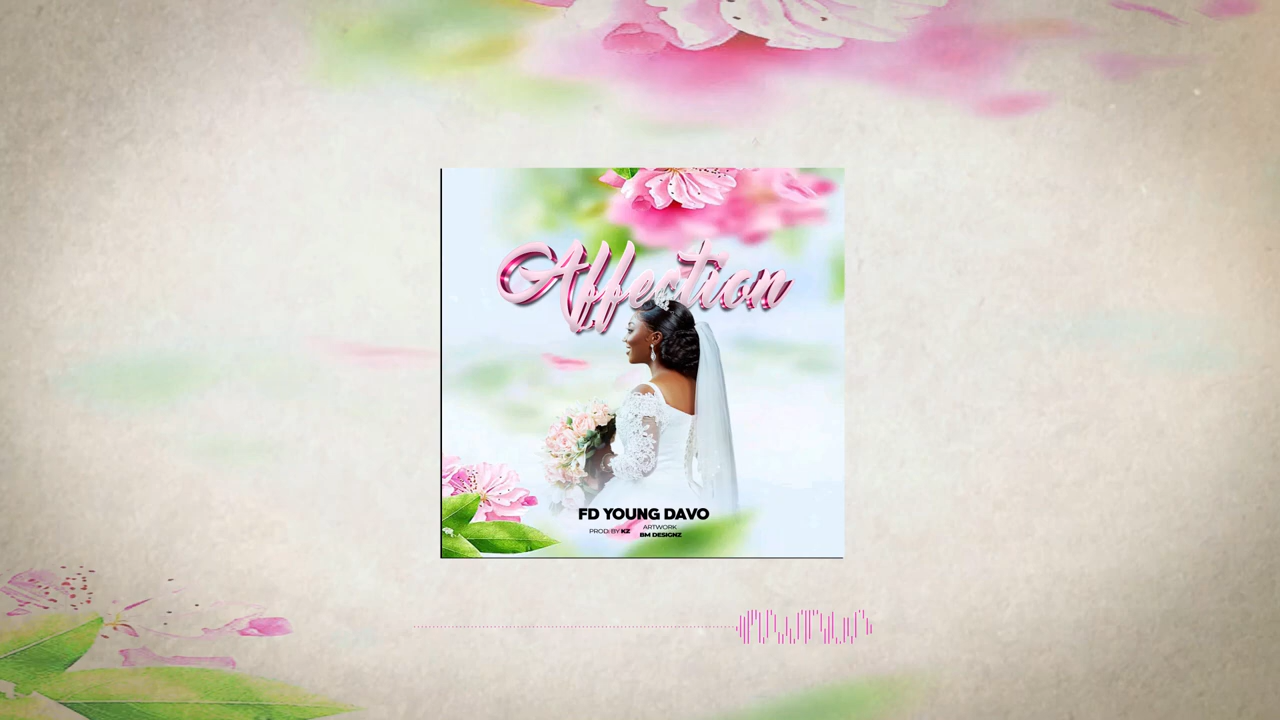 Affection
FD YOUNG DAVO
PROD: BY KZ
ARTWORK
BM DESIGNZ